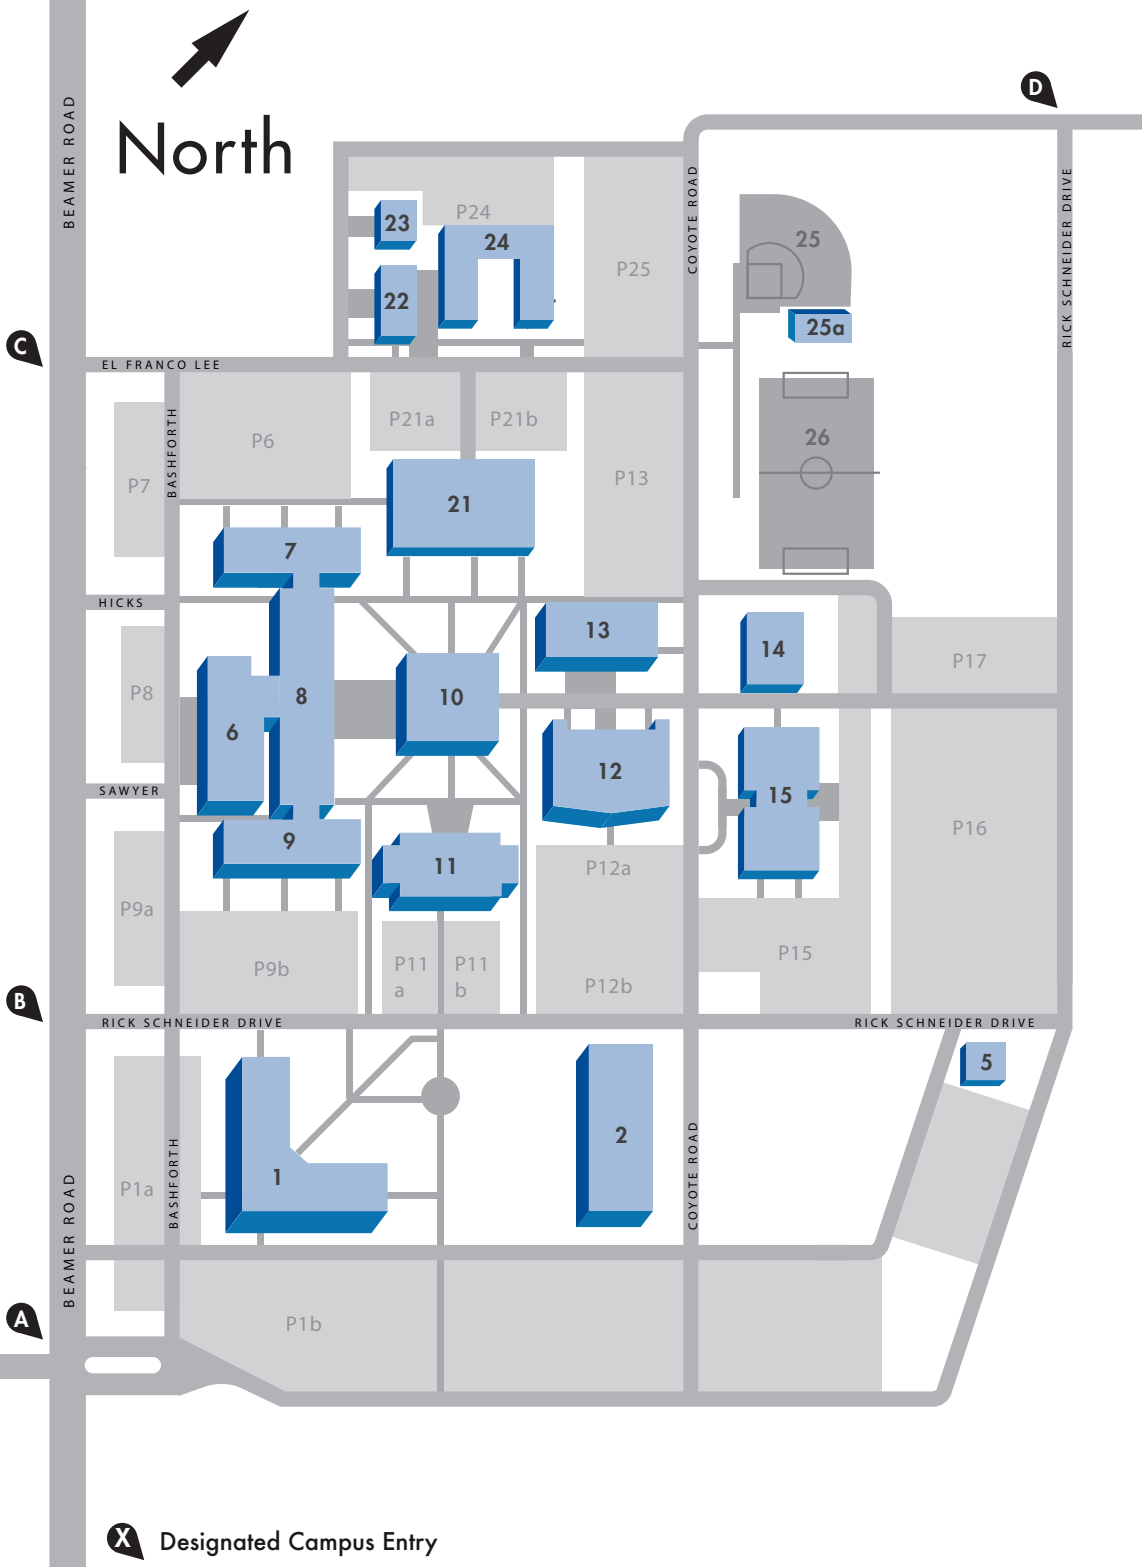 North
D
BEAMER ROAD
COYOTE ROAD
RICK SCHNEIDER DRIVE
23
P24
24
25
P25
22
25a
C
EL FRANCO LEE
BASHFORTH
P21a
P21b
P6
26
P7
P13
21
7
HICKS
13
14
P17
P8
8
10
6
12
SAWYER
15
9
P16
11
P12a
P9a
P9b
P11
a
P11
b
P15
P12b
B
RICK SCHNEIDER DRIVE
RICK SCHNEIDER DRIVE
5
2
1
P1a
BASHFORTH
COYOTE ROAD
BEAMER ROAD
A
P1b
X
Designated Campus Entry